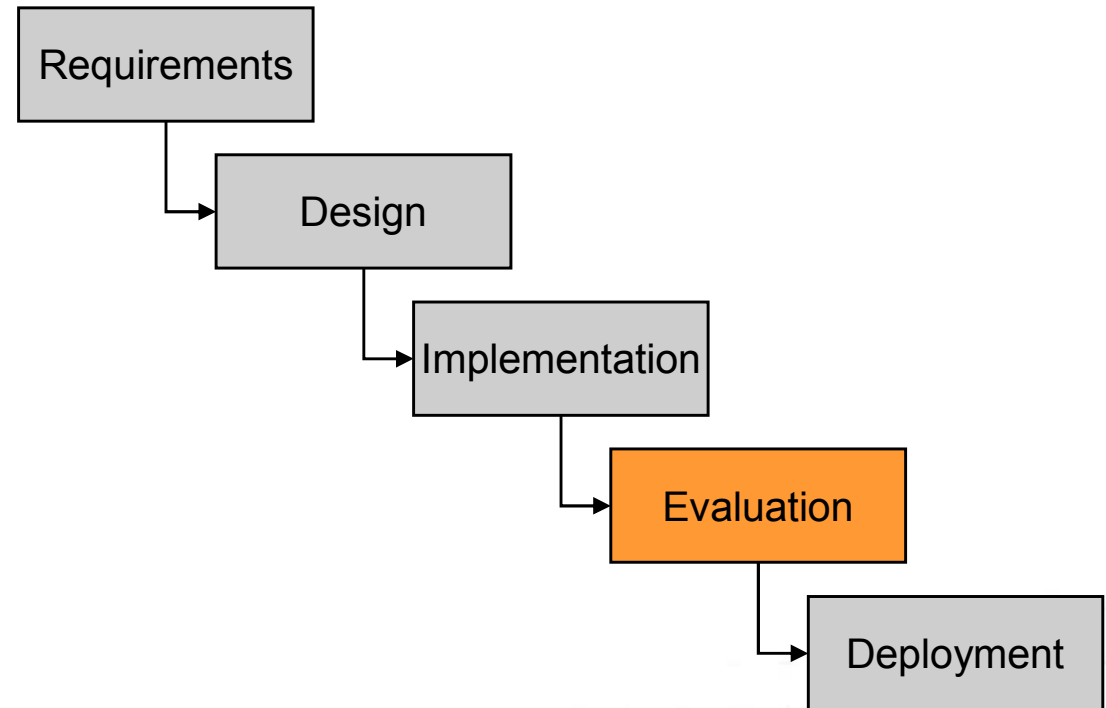 Requirements
Design
Implementation
Evaluation
Deployment